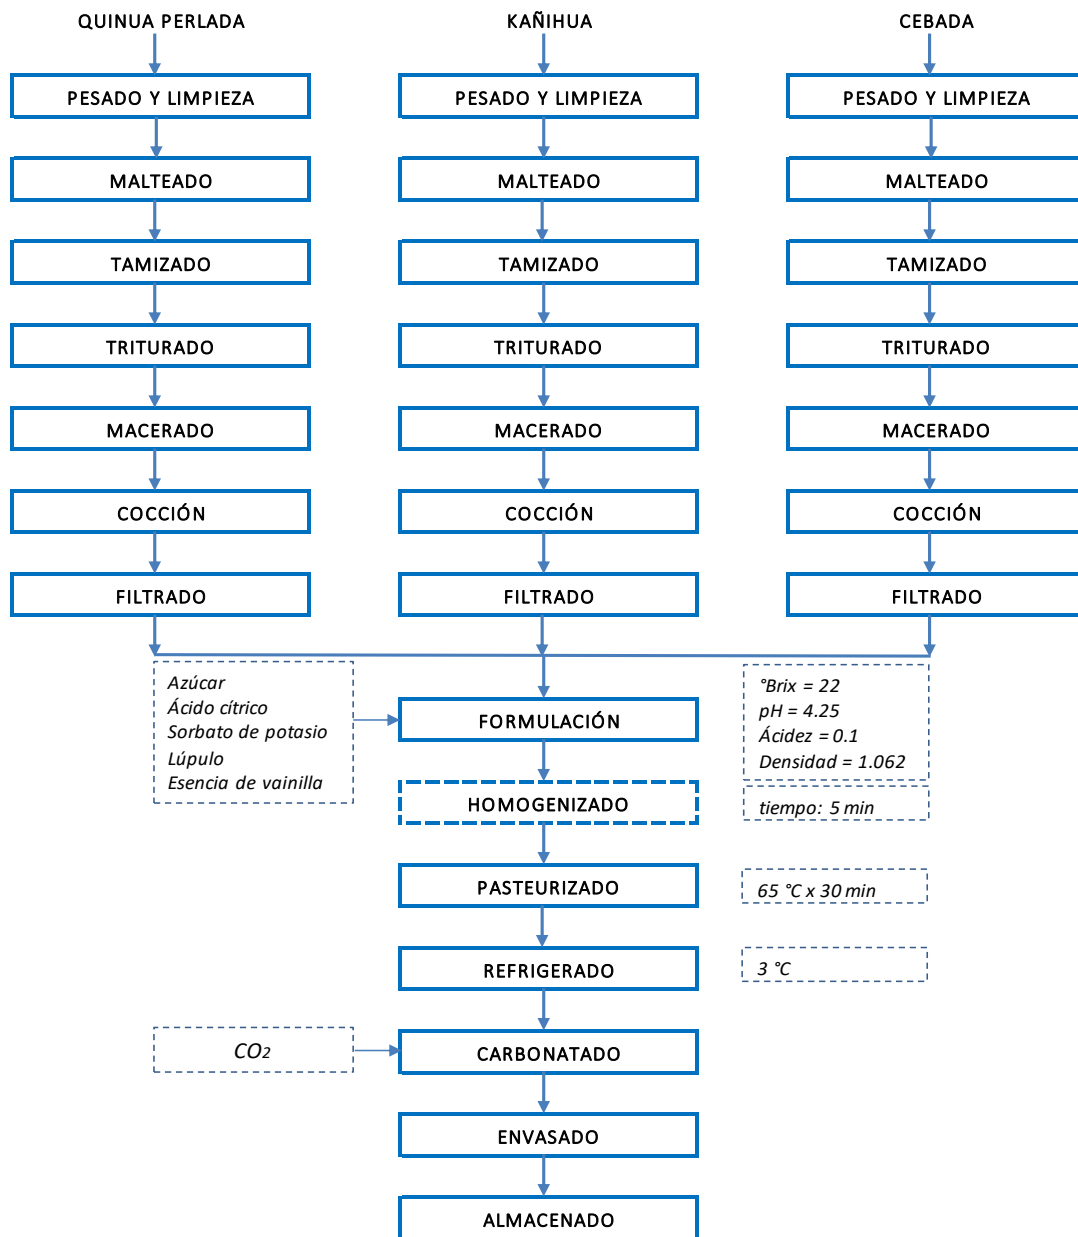 QUINUA PERLADA
KAÑIHUA
CEBADA
PESADO Y LIMPIEZA
PESADO Y LIMPIEZA
PESADO Y LIMPIEZA
MALTEADO
MALTEADO
MALTEADO
TAMIZADO
TAMIZADO
TAMIZADO
TRITURADO
TRITURADO
TRITURADO
MACERADO
MACERADO
MACERADO
COCCIÓN
COCCIÓN
COCCIÓN
FILTRADO
FILTRADO
FILTRADO
Azúcar
Ácido cítrico
Sorbato de potasio
Lúpulo
Esencia de vainilla
FORMULACIÓN
°Brix = 22
pH = 4.25
Ácidez = 0.1
Densidad = 1.062
HOMOGENIZADO
tiempo: 5 min
PASTEURIZADO
65 °C x 30 min
REFRIGERADO
3 °C
CO2
CARBONATADO
ENVASADO
ALMACENADO